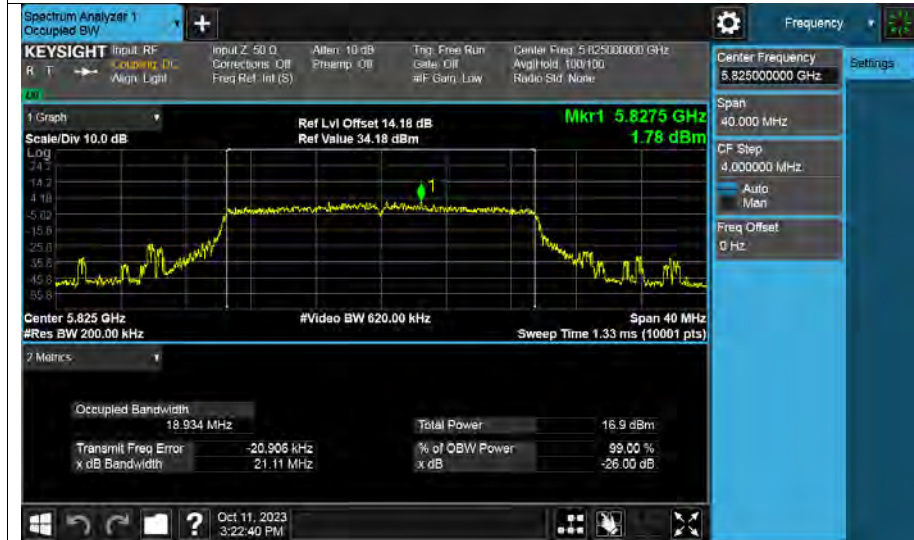 Spectrum Analyzer 1
Occupied BW
+
Frequency
KEYSIGHT
R T
Input: RF
Coupling: DC
Align: Light
Input Z: 50 Ω
Corrections: Off
Freq Ref: Int (S)
Atten: 10 dB
Preamp: Off
Trig: Free Run
Gate: Off
#IF Gain: Low
Center Freq: 5.825000000 GHz
Avg|Hold: 100/100
Radio Std: None
Center Frequency
5.825000000 GHz
Settings
Span
40.000 MHz
CF Step
4.000000 MHz
Auto
Man
Freq Offset
0 Hz
1 Graph
Scale/Div 10.0 dB
Ref Lvl Offset 14.18 dB
Ref Value 34.18 dBm
Mkr1 5.8275 GHz
1.78 dBm
Log
24.2
14.2
4.18
-5.82
-15.8
-25.8
-35.8
-45.8
-55.8
1
Center 5.825 GHz
#Video BW 620.00 kHz
Span 40 MHz
#Res BW 200.00 kHz
Sweep Time 1.33 ms (10001 pts)
2 Metrics
Occupied Bandwidth
18.934 MHz
Total Power 16.9 dBm
Transmit Freq Error -20.906 kHz
% of OBW Power 99.00 %
x dB Bandwidth 21.11 MHz
x dB -26.00 dB
?
Oct 11, 2023
3:22:40 PM